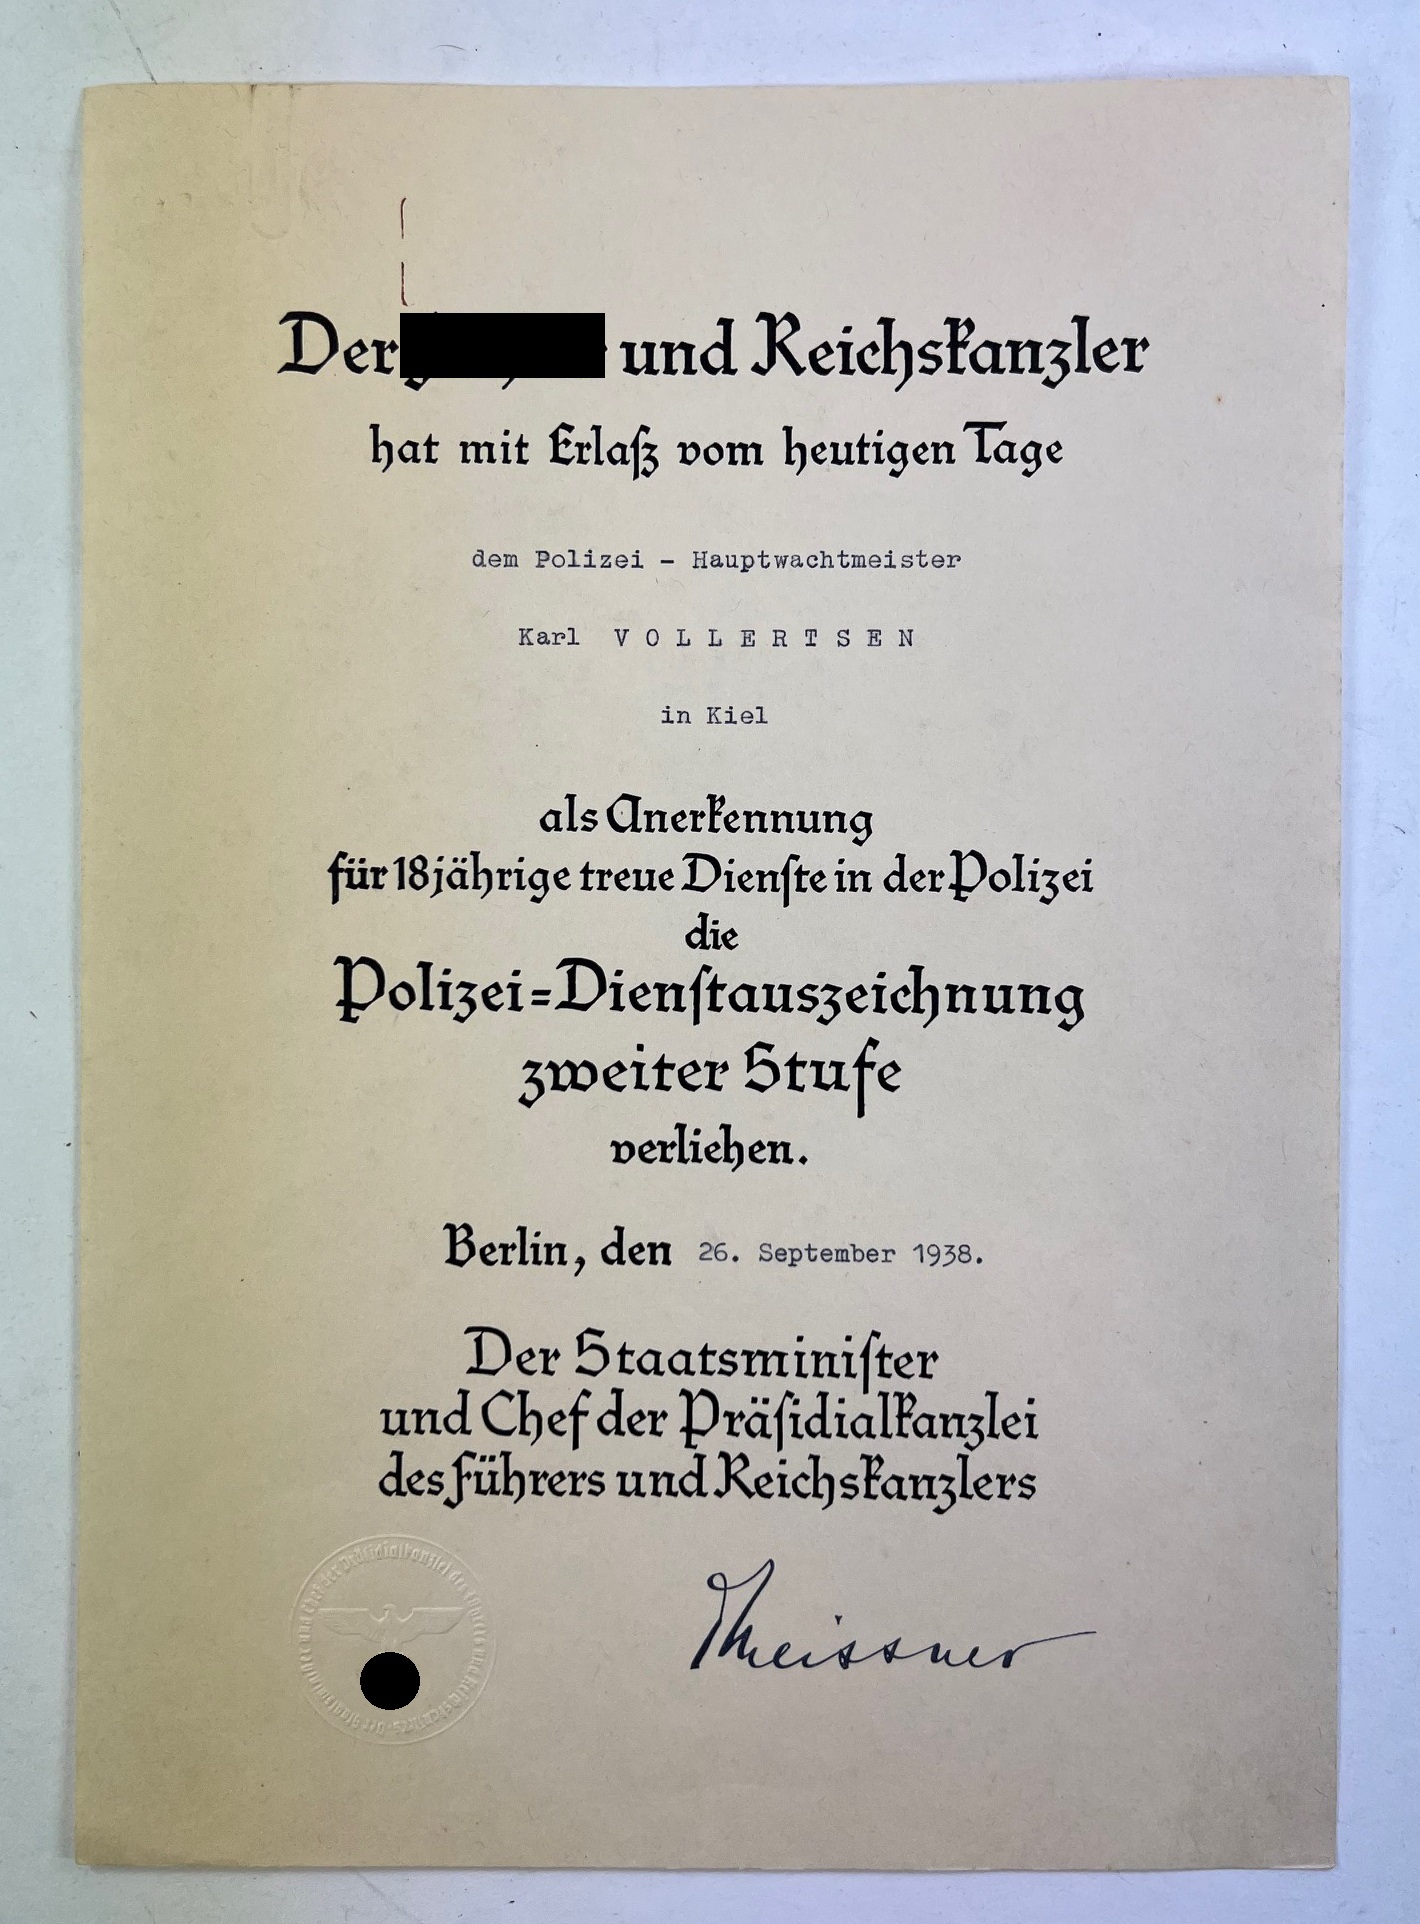 Der und Reichskanzler
hat mit Erlaß vom heutigen Tage
dem Polizei - Hauptwachtmeister
Karl VOLLERTSEN
in Kiel
als Anerkennung
für 18jährige treue Dienste in der Polizei
die
Polizei=Dienstauszeichnung
zweiter Stufe
verliehen.
Berlin, den 26. September 1938.
Der Staatsminister
und Chef der Präsidialkanzlei
des Führers und Reichskanzlers
Meissner